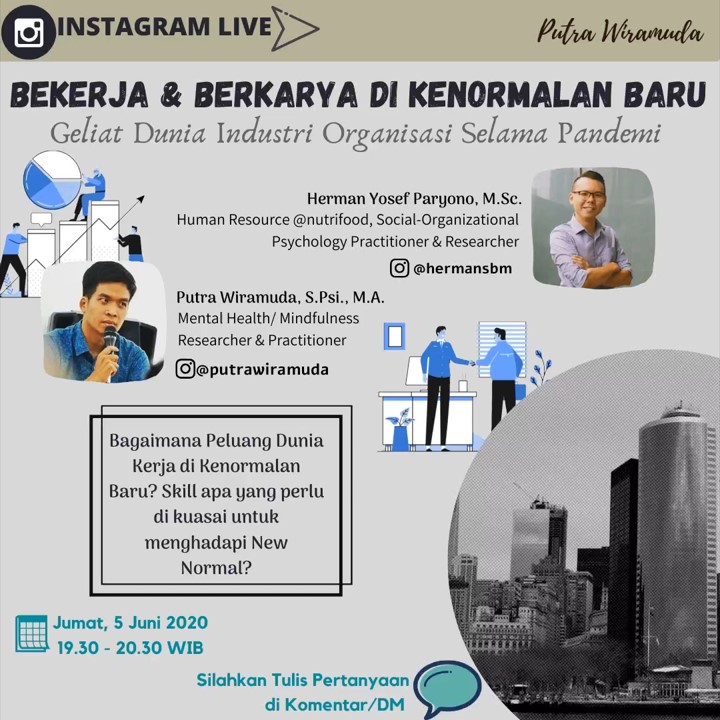 INSTAGRAM LIVE
Putra Wiramuda
BEKERJA & BERKARYA DI KENORMALAN BARU
Geliat Dunia Industri Organisasi Selama Pandemi
Herman Yosef Paryono, M.Sc.
Human Resource @nutrifood, Social-Organizational
Psychology Practitioner & Researcher
@hermansbm
Putra Wiramuda, S.Psi., M.A.
Mental Health/ Mindfulness
Researcher & Practitioner
@putrawiramuda
Bagaimana Peluang Dunia
Kerja di Kenormalan
Baru? Skill apa yang perlu
di kuasai untuk
menghadapi New
Normal?
Jumat, 5 Juni 2020
19.30 - 20.30 WIB
Silahkan Tulis Pertanyaan
di Komentar/DM